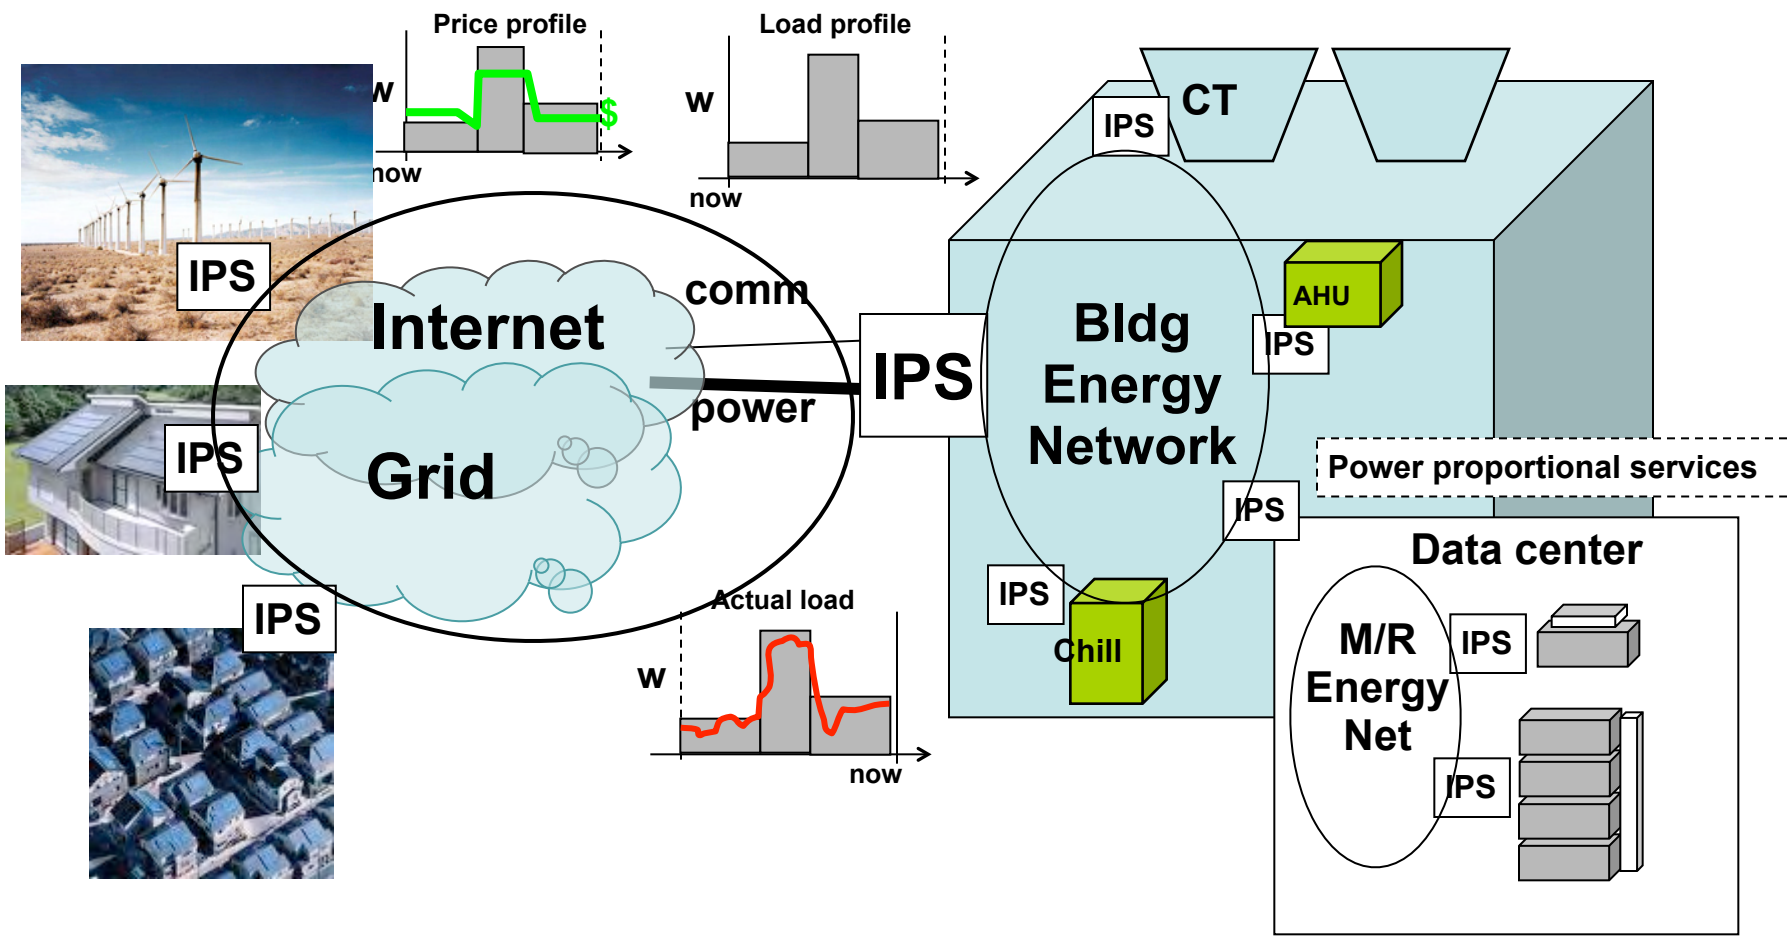 Price profile
W
$
now
Load profile
W
now
CT
IPS
IPS
comm
Internet
AHU
IPS
IPS
Bldg
Energy
Network
power
IPS
Grid
Power proportional services
IPS
Data center
IPS
Chill
IPS
Actual load
W
now
M/R
Energy
Net
IPS
IPS